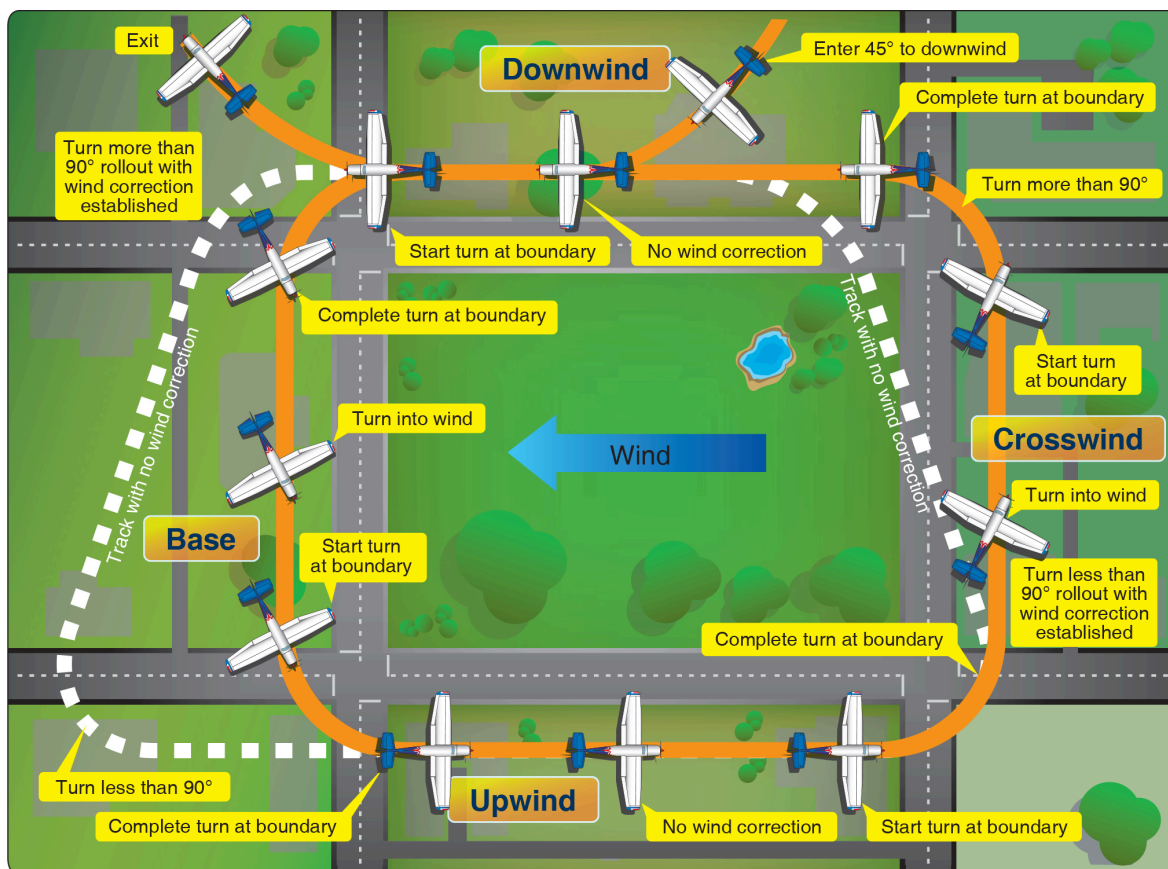 Exit
Downwind
Enter 45° to downwind
Complete turn at boundary
Turn more than
90° rollout with
wind correction
established
Turn more than 90°
Start turn at boundary
No wind correction
Complete turn at boundary
Track with no wind correction
Track with no wind correction
Start turn
at boundary
Turn into wind
Wind
Crosswind
Turn into wind
Base
Start turn
at boundary
Turn less than
90° rollout with
wind correction
established
Complete turn at boundary
Turn less than 90°
Upwind
Complete turn at boundary
No wind correction
Start turn at boundary